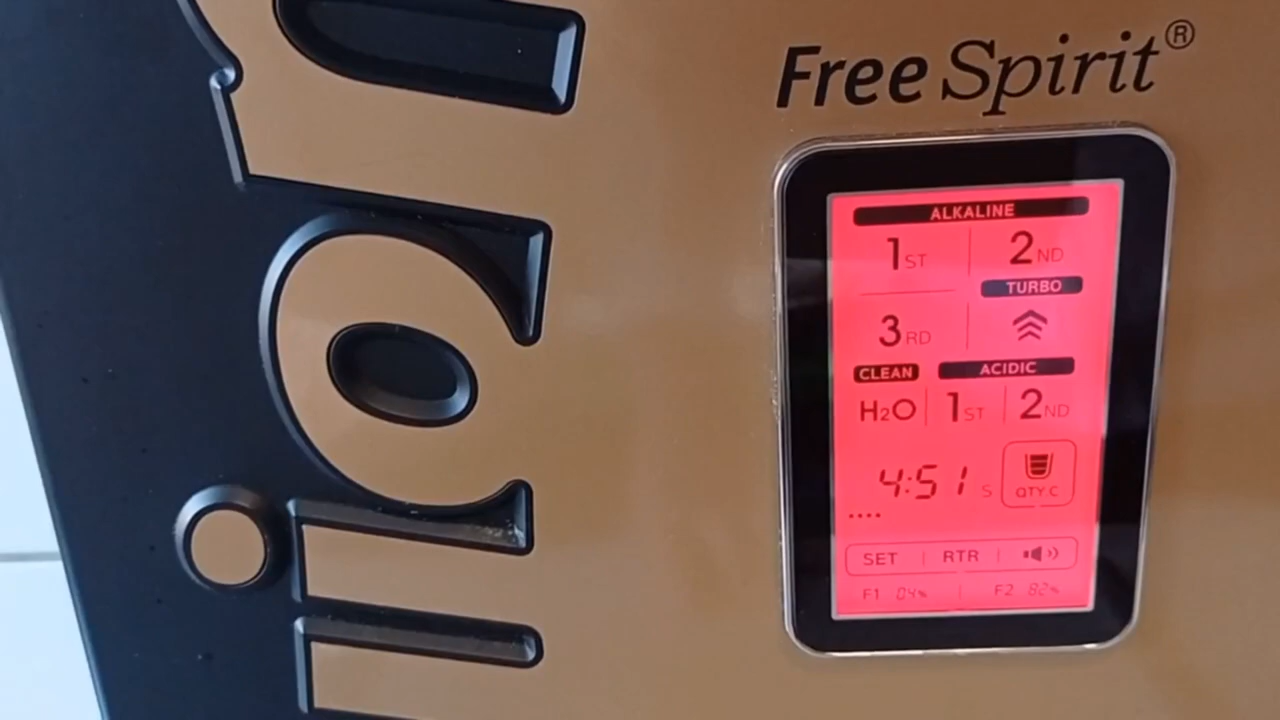 Free Spirit®
ALKALINE
1ST 2ND
TURBO
3RD
CLEAN ACIDIC
H2O 1ST 2ND
4:51 S
QTY.C
SET RTR
F1 04% F2 82%